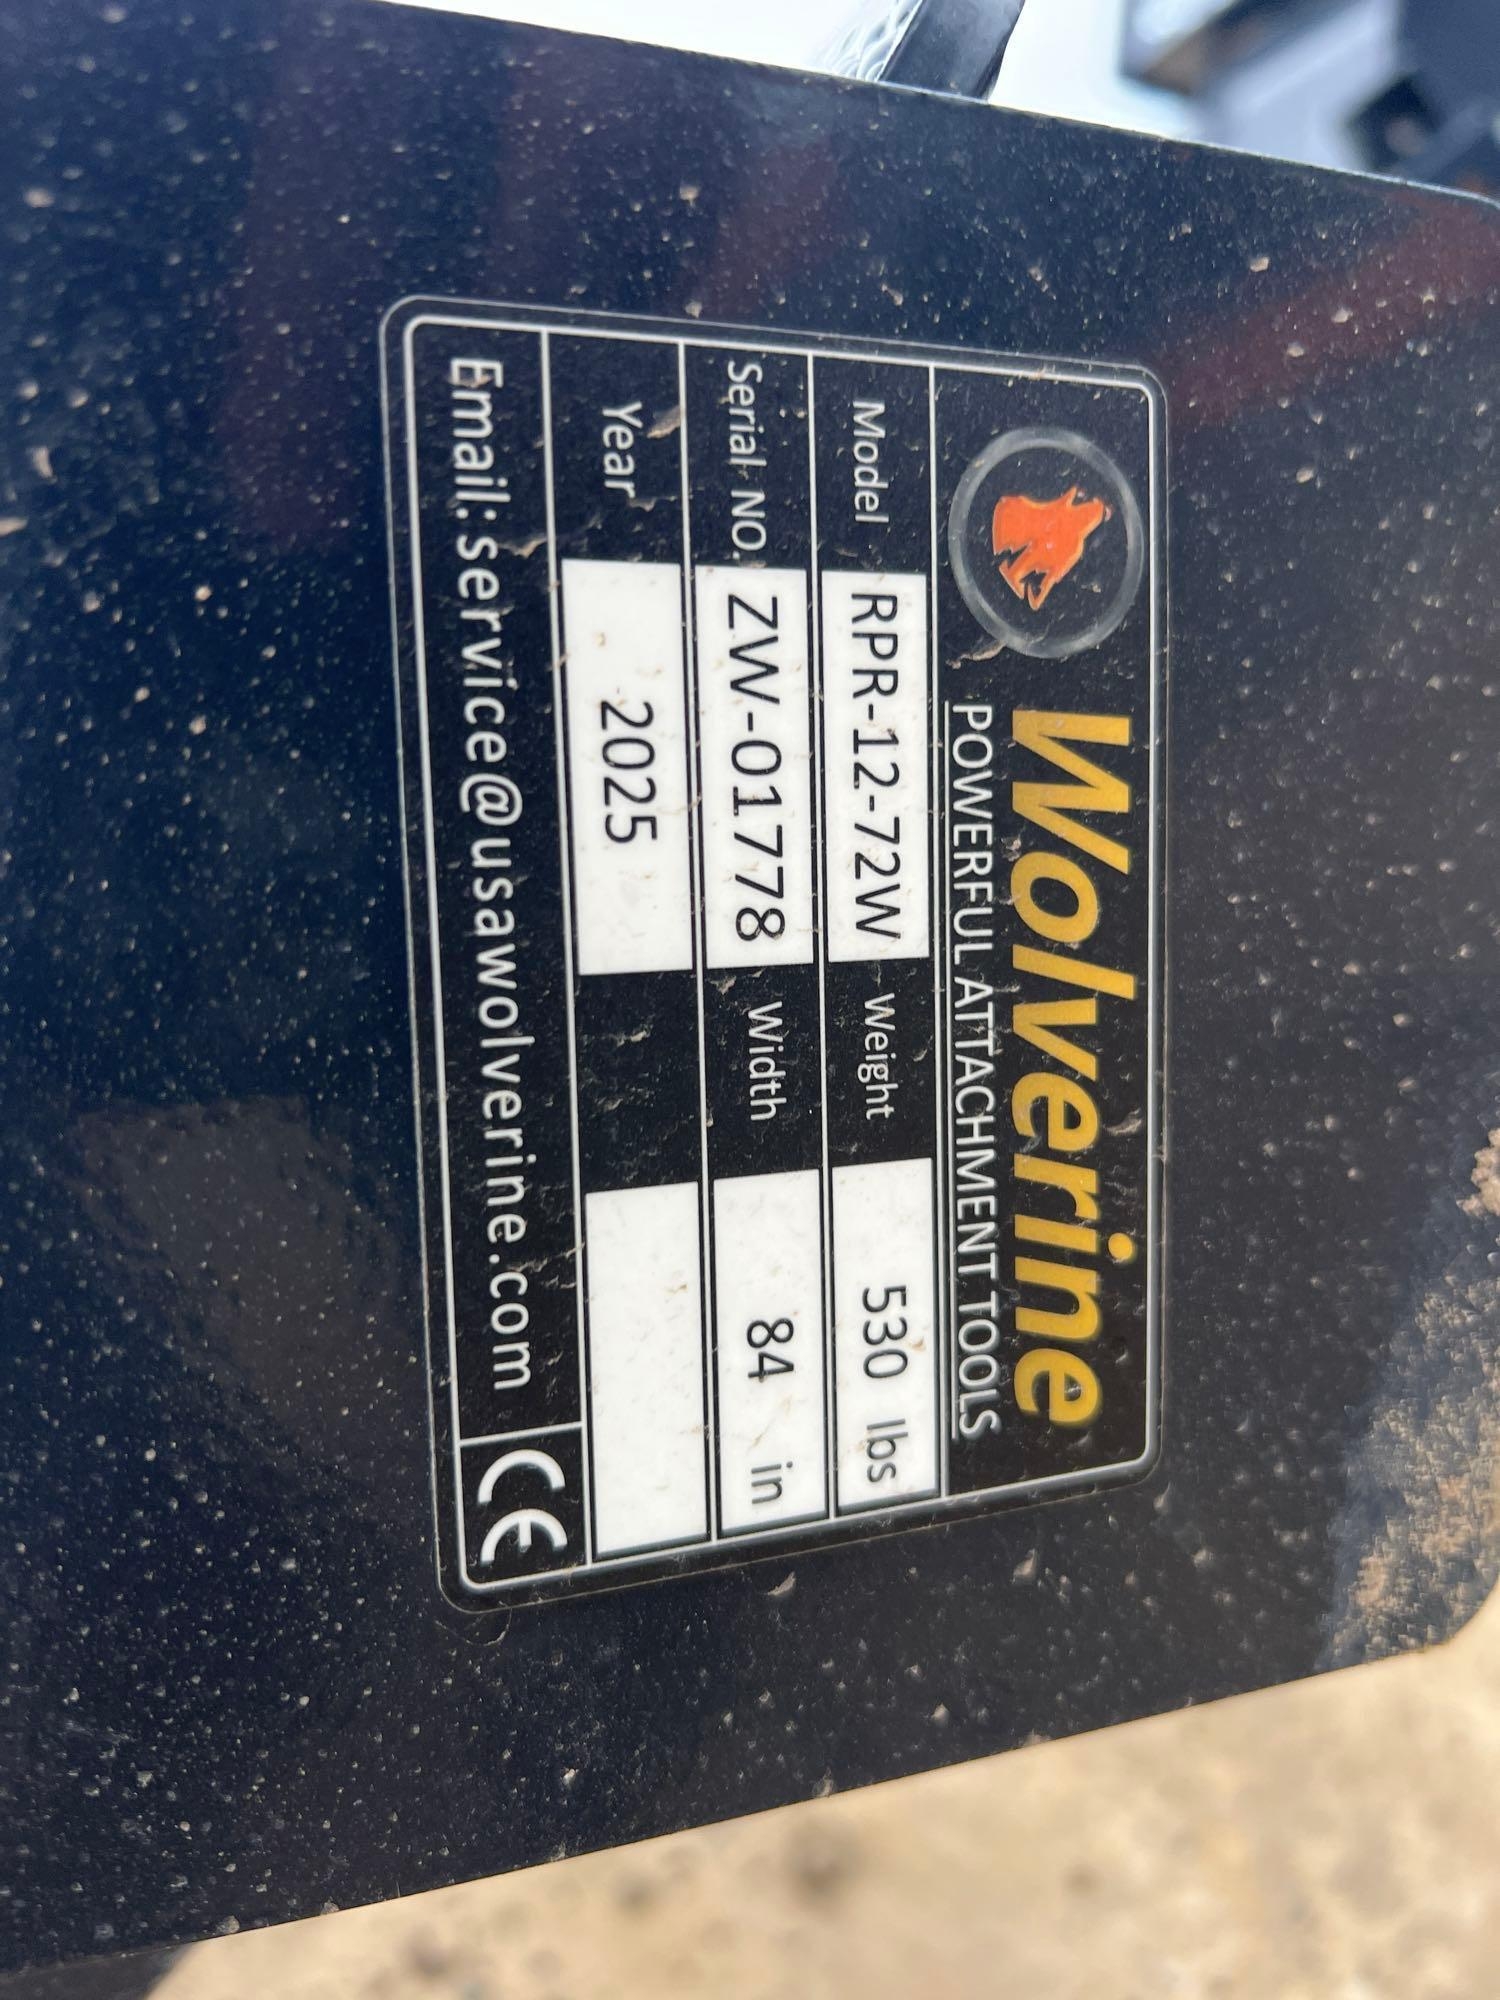 Wolverine
POWERFUL ATTACHMENT TOOLS
Model RPR-12-72W Weight 530 lbs
Serial NO. ZW-01778 Width 84 in
Year 2025
Email:service@usawolverine.com CE